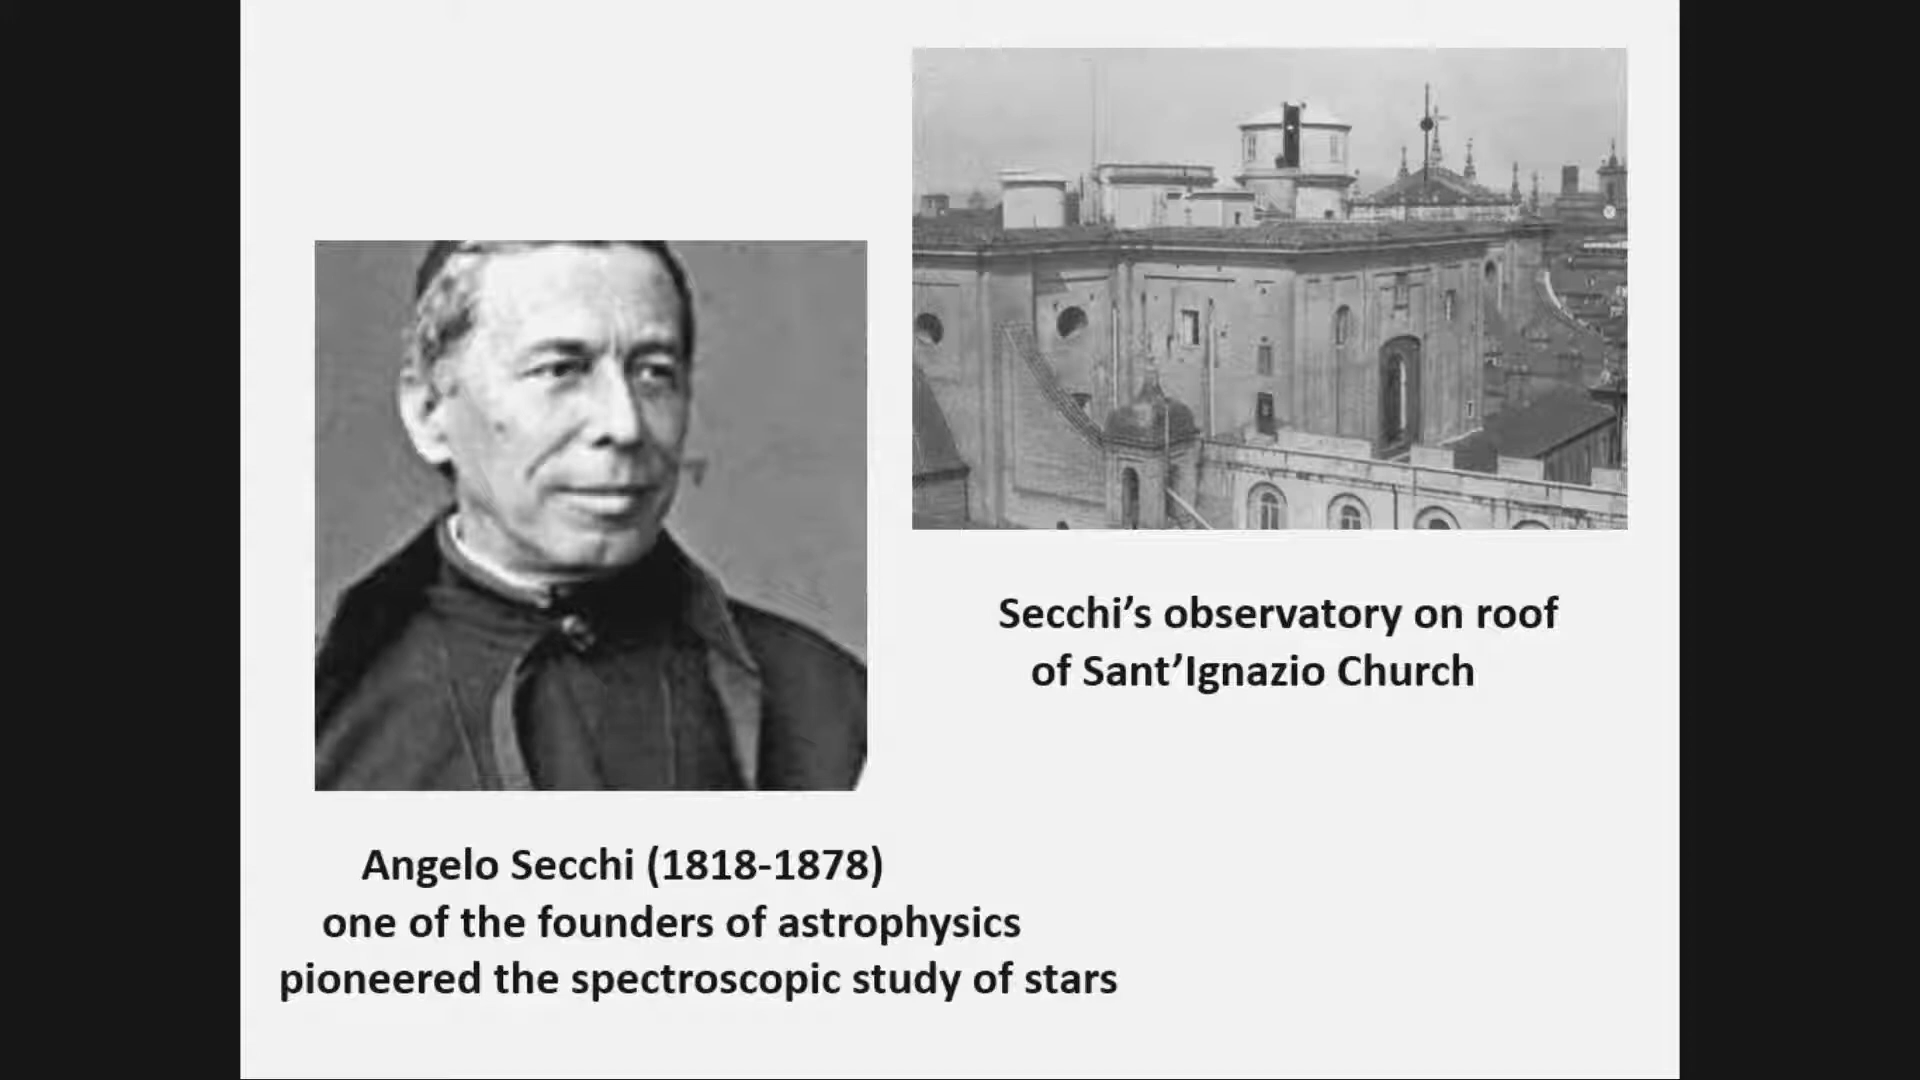 Secchi’s observatory on roof
of Sant’Ignazio Church
Angelo Secchi (1818-1878)
one of the founders of astrophysics
pioneered the spectroscopic study of stars